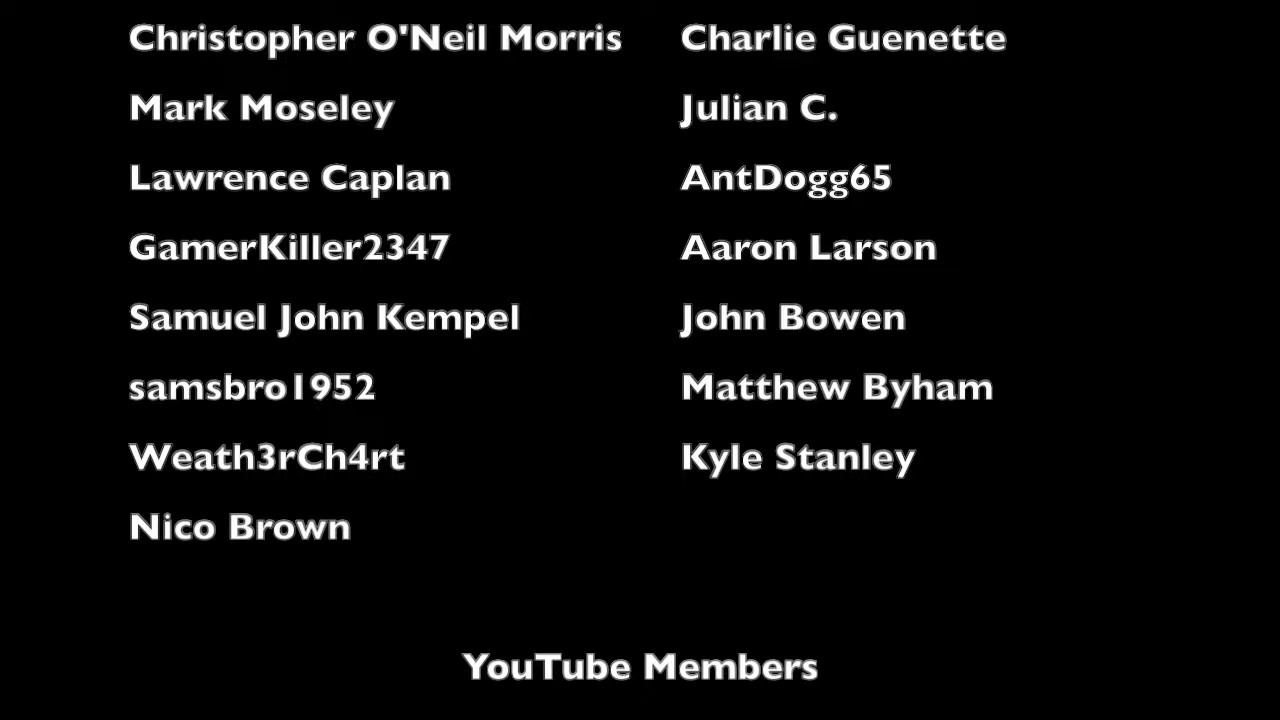 Christopher O'Neil Morris
Charlie Guenette
Mark Moseley
Julian C.
Lawrence Caplan
AntDogg65
GamerKiller2347
Aaron Larson
Samuel John Kempel
John Bowen
samsbro1952
Matthew Byham
Weath3rCh4rt
Kyle Stanley
Nico Brown
YouTube Members